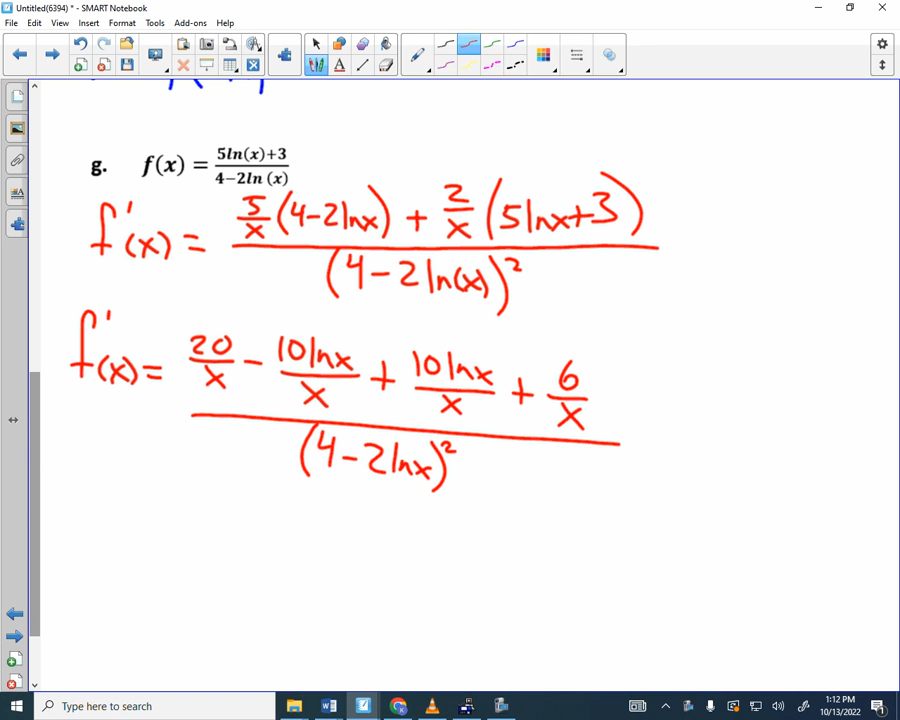 Untitled(6394) * - SMART Notebook
File Edit View Insert Format Tools Add-ons Help
g. f(x) = (5ln(x)+3)/(4−2ln (x))
f'(x) = (5/x (4-2lnx) + 2/x (5lnx+3))/(4-2ln(x))²
f'(x) = (20/x - 10lnx/x + 10lnx/x + 6/x)/(4-2lnx)²
Type here to search
1:12 PM
10/13/2022
1